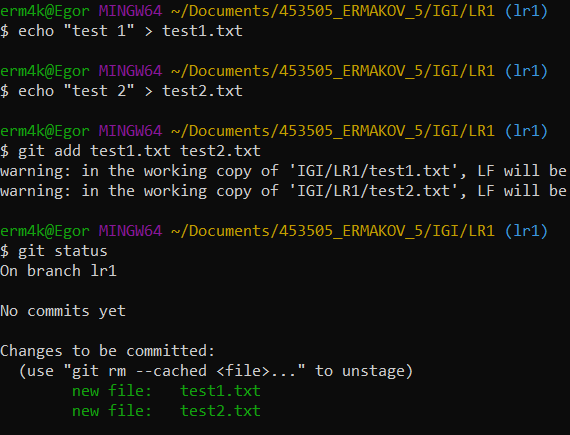 erm4k@Egor MINGW64 ~/Documents/453505_ERMAKOV_5/IGI/LR1 (lr1)
$ echo "test 1" > test1.txt
erm4k@Egor MINGW64 ~/Documents/453505_ERMAKOV_5/IGI/LR1 (lr1)
$ echo "test 2" > test2.txt
erm4k@Egor MINGW64 ~/Documents/453505_ERMAKOV_5/IGI/LR1 (lr1)
$ git add test1.txt test2.txt
warning: in the working copy of 'IGI/LR1/test1.txt', LF will be
warning: in the working copy of 'IGI/LR1/test2.txt', LF will be
erm4k@Egor MINGW64 ~/Documents/453505_ERMAKOV_5/IGI/LR1 (lr1)
$ git status
On branch lr1
No commits yet
Changes to be committed:
  (use "git rm --cached <file>..." to unstage)
        new file:   test1.txt
        new file:   test2.txt